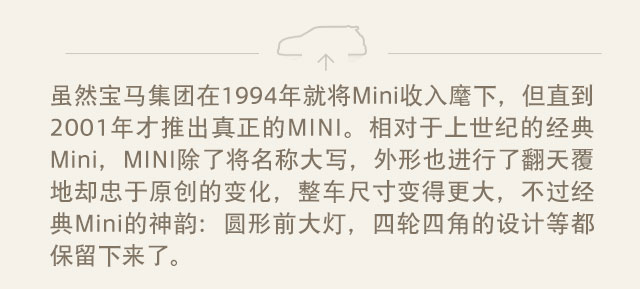 虽然宝马集团在1994年就将Mini收入麾下，但直到
2001年才推出真正的MINI。相对于上世纪的经典
Mini，MINI除了将名称大写，外形也进行了翻天覆
地却忠于原创的变化，整车尺寸变得更大，不过经
典Mini的神韵：圆形前大灯，四轮四角的设计等都
保留下来了。